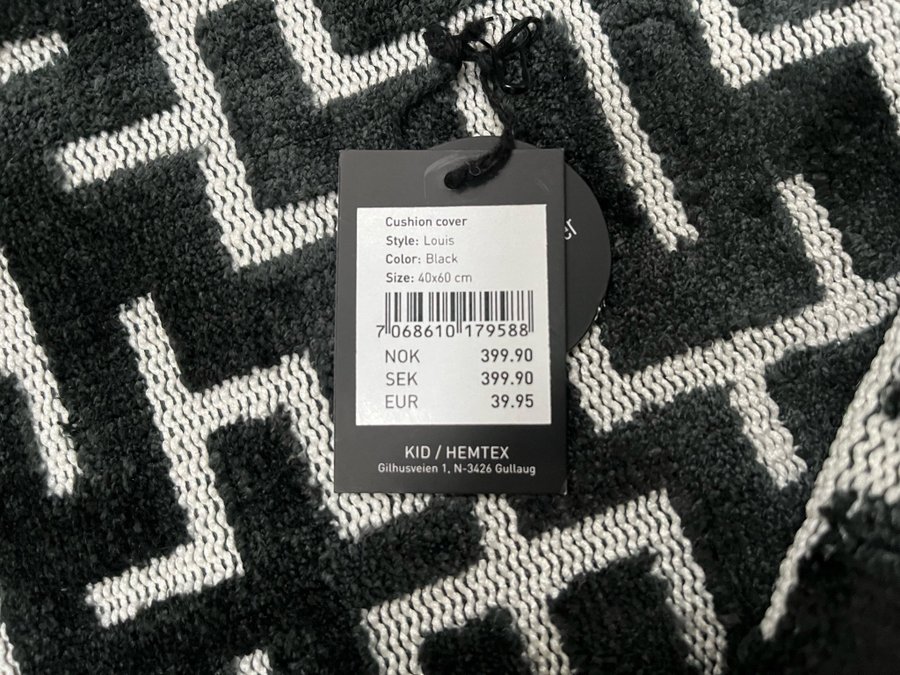 Cushion cover
Style: Louis
Color: Black
Size: 40x60 cm
7 068610 179588
NOK 399.90
SEK 399.90
EUR 39.95
KID / HEMTEX
Gilhusveien 1, N-3426 Gullaug